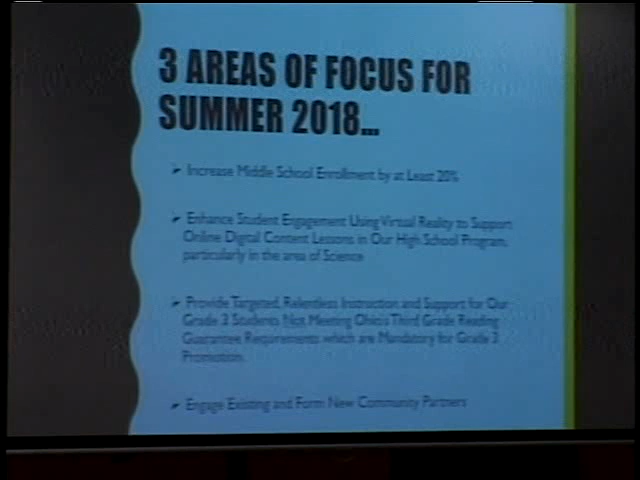 3 AREAS OF FOCUS FOR
SUMMER 2018...
➢ Increase Middle School Enrollment by at Least 20%
➢ Enhance Student Engagement Using Virtual Reality to Support
Online Digital Content Lessons in Our High School Program,
particularly in the area of Science
➢ Provide Targeted, Relentless Instruction and Support for Our
Grade 3 Students Not Meeting Ohio's Third Grade Reading
Guarantee Requirements which are Mandatory for Grade 3
Promotion.
➢ Engage Existing and Form New Community Partners